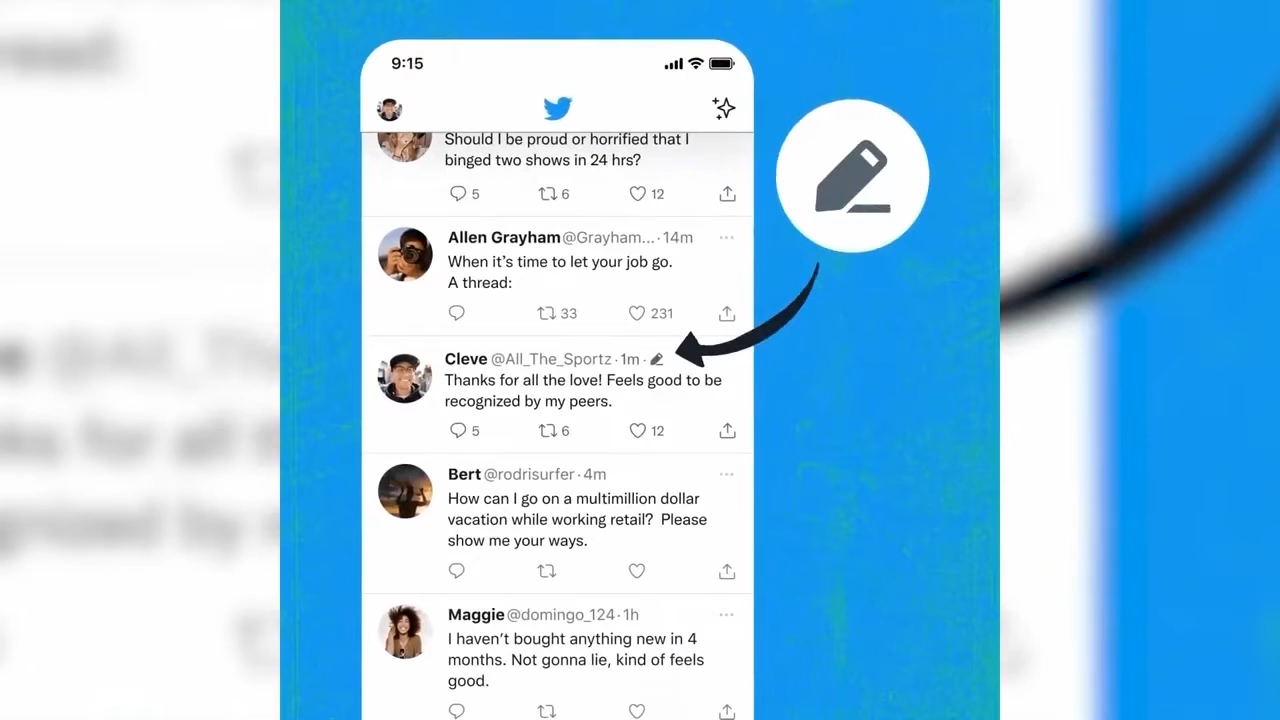 9:15
Should I be proud or horrified that I
binged two shows in 24 hrs?
5 6 12
Allen Grayham @Grayham... · 14m
When it's time to let your job go.
A thread:
33 231
Cleve @All_The_Sportz · 1m ·
Thanks for all the love! Feels good to be
recognized by my peers.
5 6 12
Bert @rodrisurfer · 4m
How can I go on a multimillion dollar
vacation while working retail? Please
show me your ways.
Maggie @domingo_124 · 1h
I haven't bought anything new in 4
months. Not gonna lie, kind of feels
good.